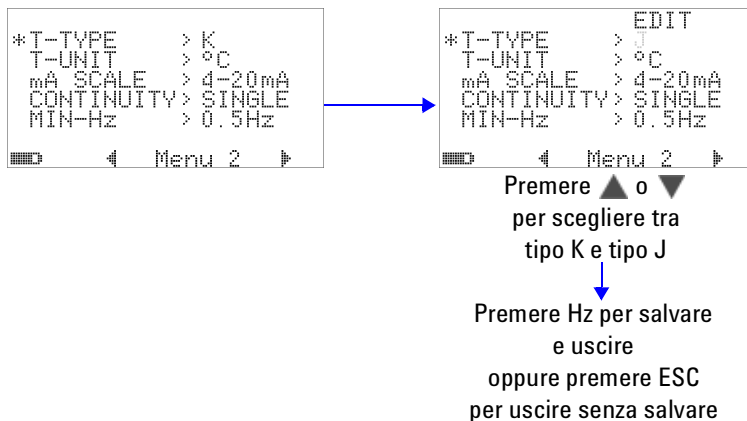 *T-TYPE > K
T-UNIT > °C
mA SCALE > 4-20mA
CONTINUITY> SINGLE
MIN-Hz > 0.5Hz
Menu 2
EDIT
*T-TYPE > J
T-UNIT > °C
mA SCALE > 4-20mA
CONTINUITY> SINGLE
MIN-Hz > 0.5Hz
Menu 2
Premere ▲ o ▼
per scegliere tra
tipo K e tipo J
Premere Hz per salvare
e uscire
oppure premere ESC
per uscire senza salvare